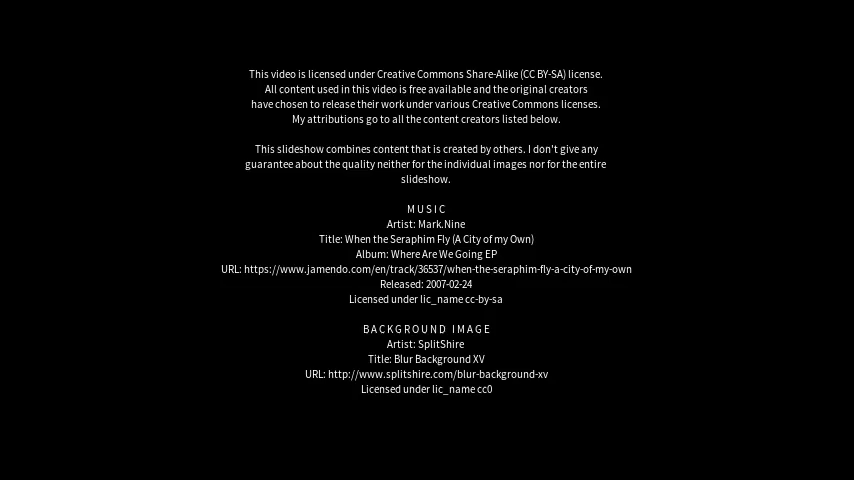 This video is licensed under Creative Commons Share-Alike (CC BY-SA) license.
All content used in this video is free available and the original creators
have chosen to release their work under various Creative Commons licenses.
My attributions go to all the content creators listed below.
This slideshow combines content that is created by others. I don't give any
guarantee about the quality neither for the individual images nor for the entire
slideshow.
MUSIC
Artist: Mark.Nine
Title: When the Seraphim Fly (A City of my Own)
Album: Where Are We Going EP
URL: https://www.jamendo.com/en/track/36537/when-the-seraphim-fly-a-city-of-my-own
Released: 2007-02-24
Licensed under lic_name cc-by-sa
BACKGROUND IMAGE
Artist: SplitShire
Title: Blur Background XV
URL: http://www.splitshire.com/blur-background-xv
Licensed under lic_name cc0